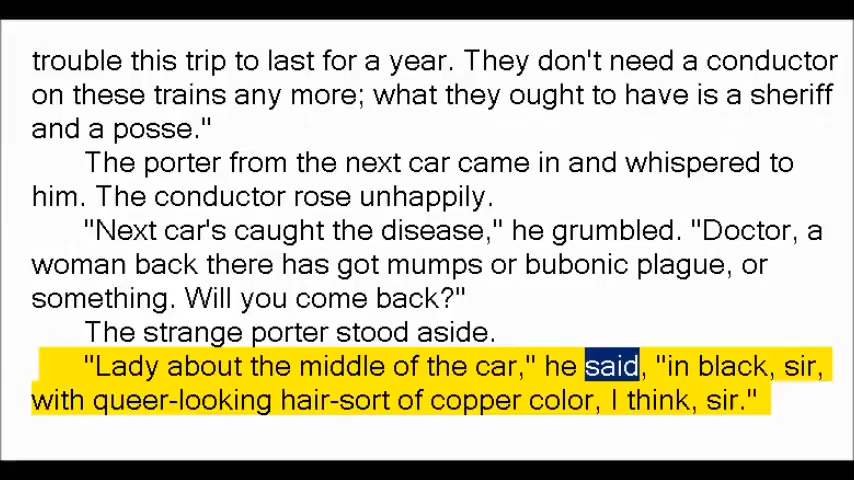 trouble this trip to last for a year. They don't need a conductor
on these trains any more; what they ought to have is a sheriff
and a posse."
The porter from the next car came in and whispered to
him. The conductor rose unhappily.
"Next car's caught the disease," he grumbled. "Doctor, a
woman back there has got mumps or bubonic plague, or
something. Will you come back?"
The strange porter stood aside.
"Lady about the middle of the car," he said, "in black, sir,
with queer-looking hair-sort of copper color, I think, sir."